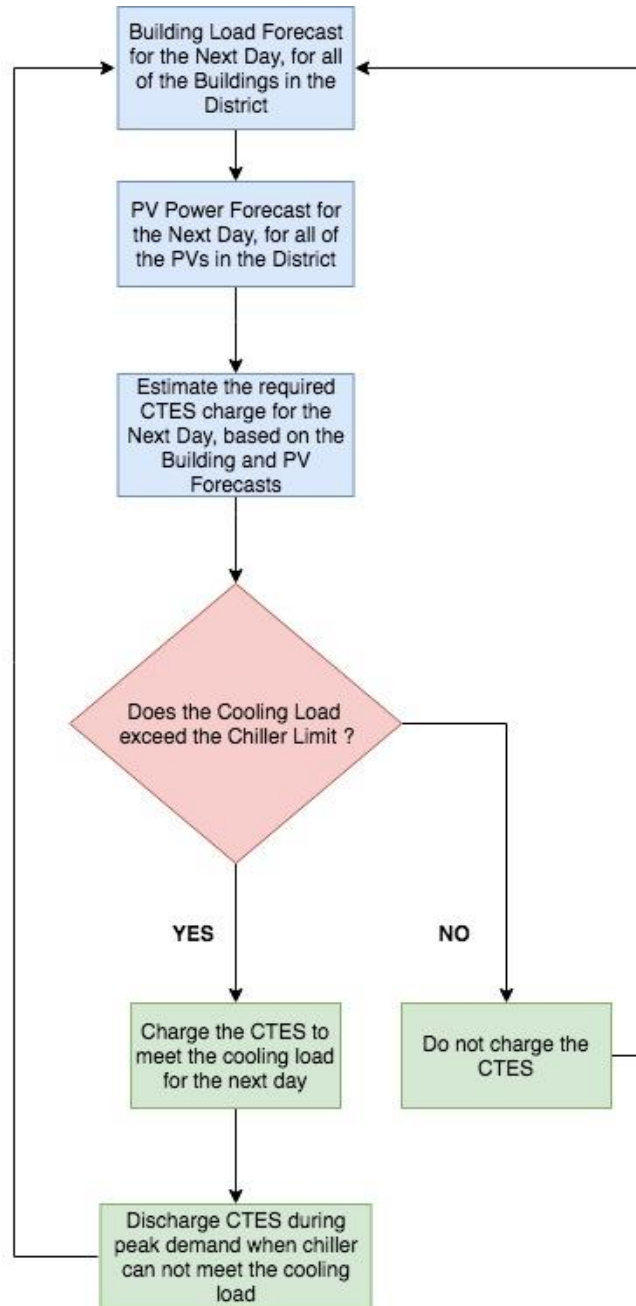 Building Load Forecast
for the Next Day, for all
of the Buildings in the
District
PV Power Forecast for
the Next Day, for all of
the PVs in the District
Estimate the required
CTES charge for the
Next Day, based on the
Building and PV
Forecasts
Does the Cooling Load
exceed the Chiller Limit ?
YES
NO
Charge the CTES to
meet the cooling load
for the next day
Do not charge the
CTES
Discharge CTES during
peak demand when chiller
can not meet the cooling
load